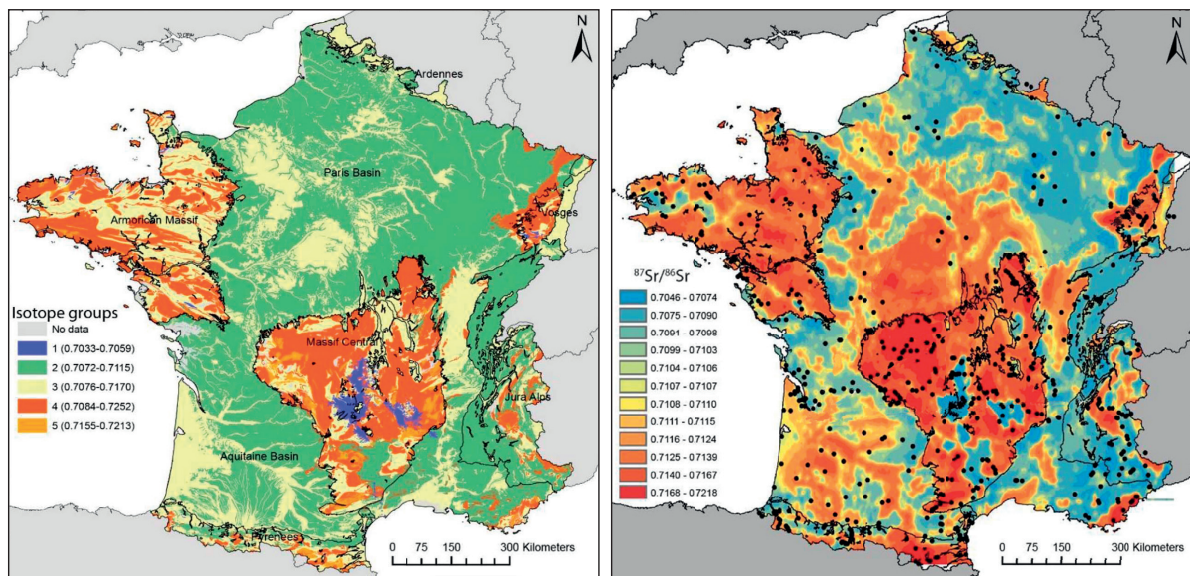 N
Ardennes
Paris Basin
Armorican Massif
Vosges
Isotope groups
No data
1 (0.7033-0.7059)
2 (0.7072-0.7115)
3 (0.7076-0.7170)
4 (0.7084-0.7252)
5 (0.7155-0.7213)
Massif Central
Jura Alps
Aquitaine Basin
Pyrenees
0 75 150 300 Kilometers
N
87Sr/86Sr
0.7046 - 07074
0.7075 - 07090
0.7091 - 07098
0.7099 - 07103
0.7104 - 07106
0.7107 - 07107
0.7108 - 07110
0.7111 - 07115
0.7116 - 07124
0.7125 - 07139
0.7140 - 07167
0.7168 - 07218
0 75 150 300 Kilometers